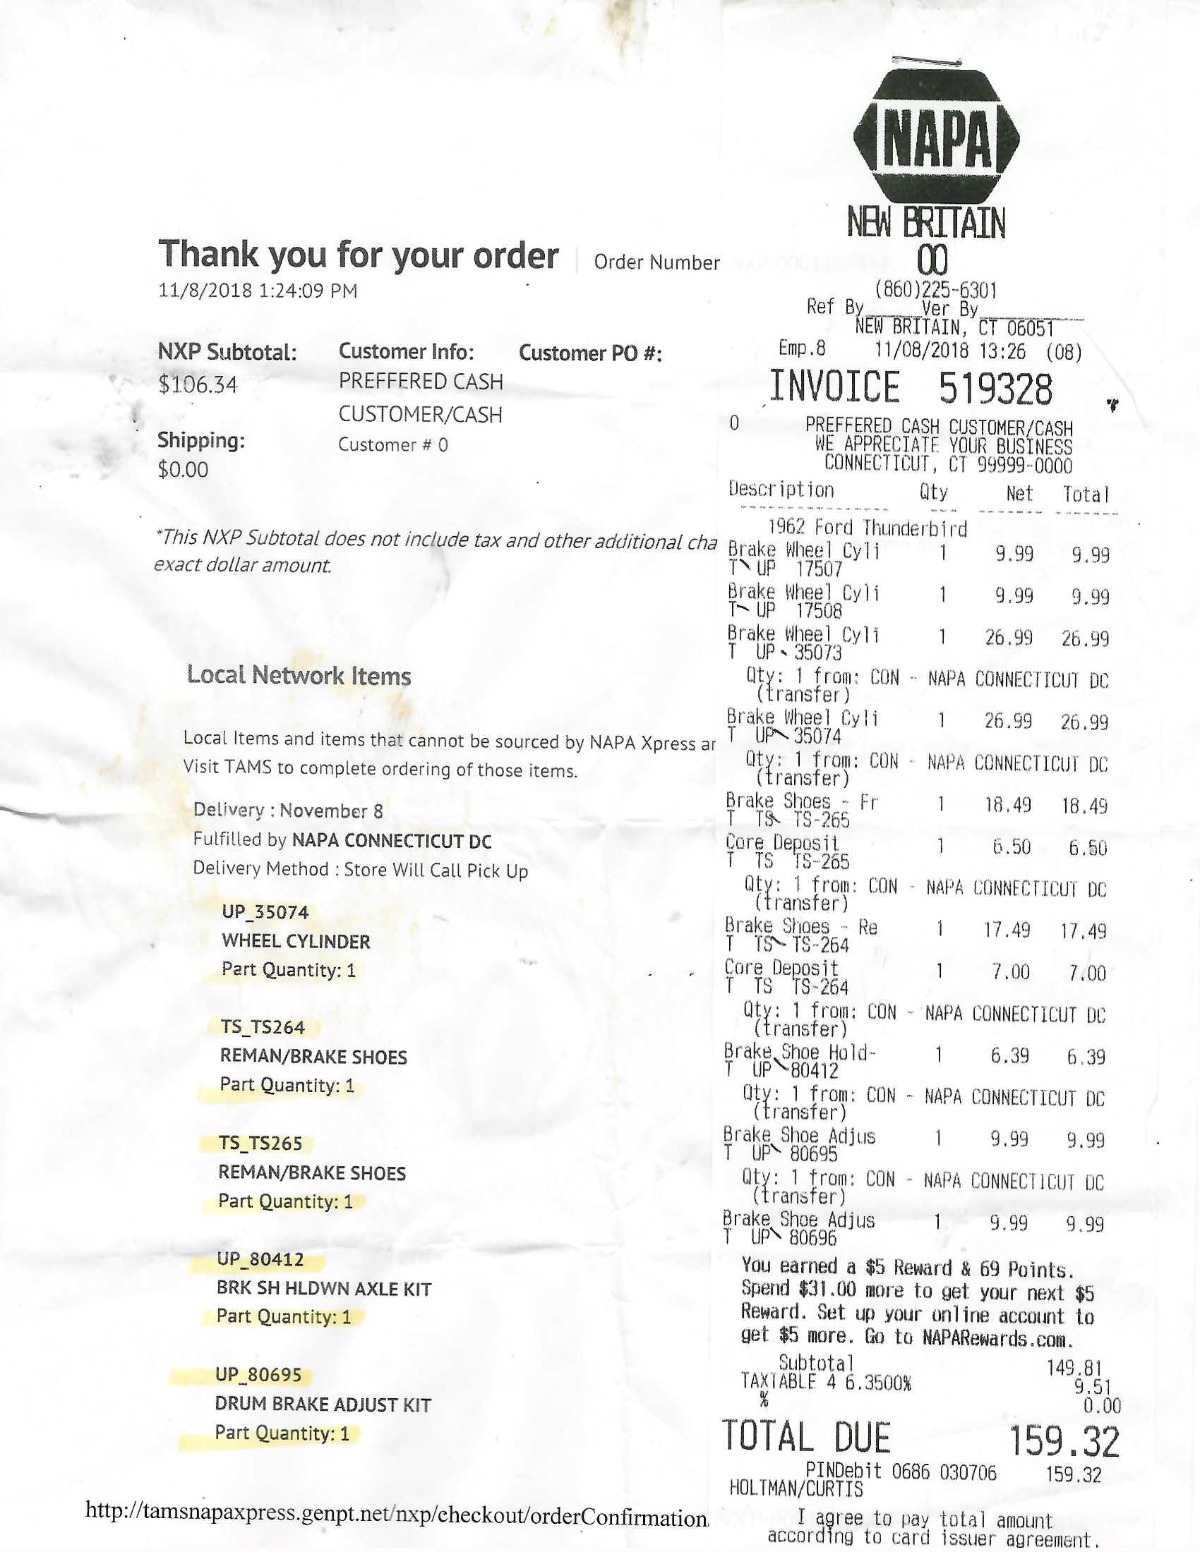 Thank you for your order
Order Number
11/8/2018 1:24:09 PM
NXP Subtotal:
$106.34
Shipping:
$0.00
Customer Info:
PREFFERED CASH
CUSTOMER/CASH
Customer # 0
Customer PO #:
*This NXP Subtotal does not include tax and other additional cha
exact dollar amount.
Local Network Items
Local Items and items that cannot be sourced by NAPA Xpress ar
Visit TAMS to complete ordering of those items.
Delivery : November 8
Fulfilled by NAPA CONNECTICUT DC
Delivery Method : Store Will Call Pick Up
UP_35074
WHEEL CYLINDER
Part Quantity: 1
TS_TS264
REMAN/BRAKE SHOES
Part Quantity: 1
TS_TS265
REMAN/BRAKE SHOES
Part Quantity: 1
UP_80412
BRK SH HLDWN AXLE KIT
Part Quantity: 1
UP_80695
DRUM BRAKE ADJUST KIT
Part Quantity: 1
http://tamsnapaxpress.genpt.net/nxp/checkout/orderConfirmation
NAPA
NEW BRITAIN
00
(860)225-6301
Ref By_____Ver By_________
NEW BRITAIN, CT 06051
Emp.8 11/08/2018 13:26 (08)
INVOICE 519328
0 PREFFERED CASH CUSTOMER/CASH
WE APPRECIATE YOUR BUSINESS
CONNECTICUT, CT 99999-0000
Description Qty Net Total
1962 Ford Thunderbird
Brake Wheel Cyli 1 9.99 9.99
T UP 17507
Brake Wheel Cyli 1 9.99 9.99
T UP 17508
Brake Wheel Cyli 1 26.99 26.99
T UP 35073
Qty: 1 from: CON - NAPA CONNECTICUT DC
(transfer)
Brake Wheel Cyli 1 26.99 26.99
T UP 35074
Qty: 1 from: CON - NAPA CONNECTICUT DC
(transfer)
Brake Shoes - Fr 1 18.49 18.49
T TS TS-265
Core Deposit 1 6.50 6.50
T TS TS-265
Qty: 1 from: CON - NAPA CONNECTICUT DC
(transfer)
Brake Shoes - Re 1 17.49 17.49
T TS TS-264
Core Deposit 1 7.00 7.00
T TS TS-264
Qty: 1 from: CON - NAPA CONNECTICUT DC
(transfer)
Brake Shoe Hold- 1 6.39 6.39
T UP 80412
Qty: 1 from: CON - NAPA CONNECTICUT DC
(transfer)
Brake Shoe Adjus 1 9.99 9.99
T UP 80695
Qty: 1 from: CON - NAPA CONNECTICUT DC
(transfer)
Brake Shoe Adjus 1 9.99 9.99
T UP 80696
You earned a $5 Reward & 69 Points.
Spend $31.00 more to get your next $5
Reward. Set up your online account to
get $5 more. Go to NAPARewards.com.
Subtotal 149.81
TAXTABLE 4 6.3500% 9.51
% 0.00
TOTAL DUE 159.32
PINDebit 0686 030706 159.32
HOLTMAN/CURTIS
I agree to pay total amount
according to card issuer agreement.